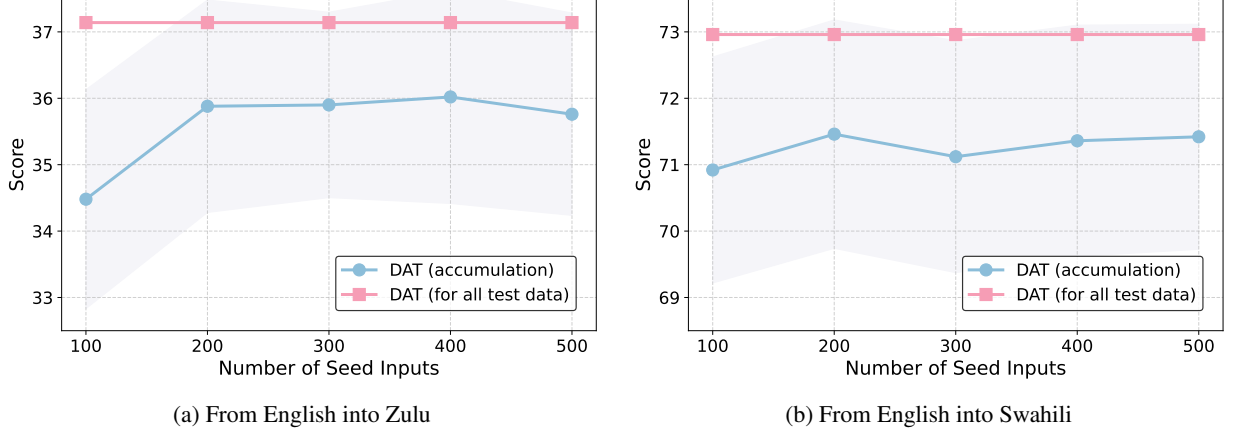 37
36
35
34
33
Score
100 200 300 400 500
Number of Seed Inputs
DAT (accumulation)
DAT (for all test data)
(a) From English into Zulu
73
72
71
70
69
Score
100 200 300 400 500
Number of Seed Inputs
DAT (accumulation)
DAT (for all test data)
(b) From English into Swahili